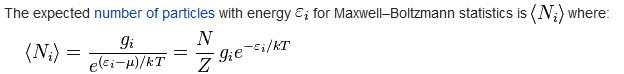 The expected number of particles with energy εᵢ for Maxwell–Boltzmann statistics is ⟨Nᵢ⟩ where:
⟨Nᵢ⟩ = gᵢ / e^{(εᵢ−μ)/kT} = N/Z gᵢe^{−εᵢ/kT}